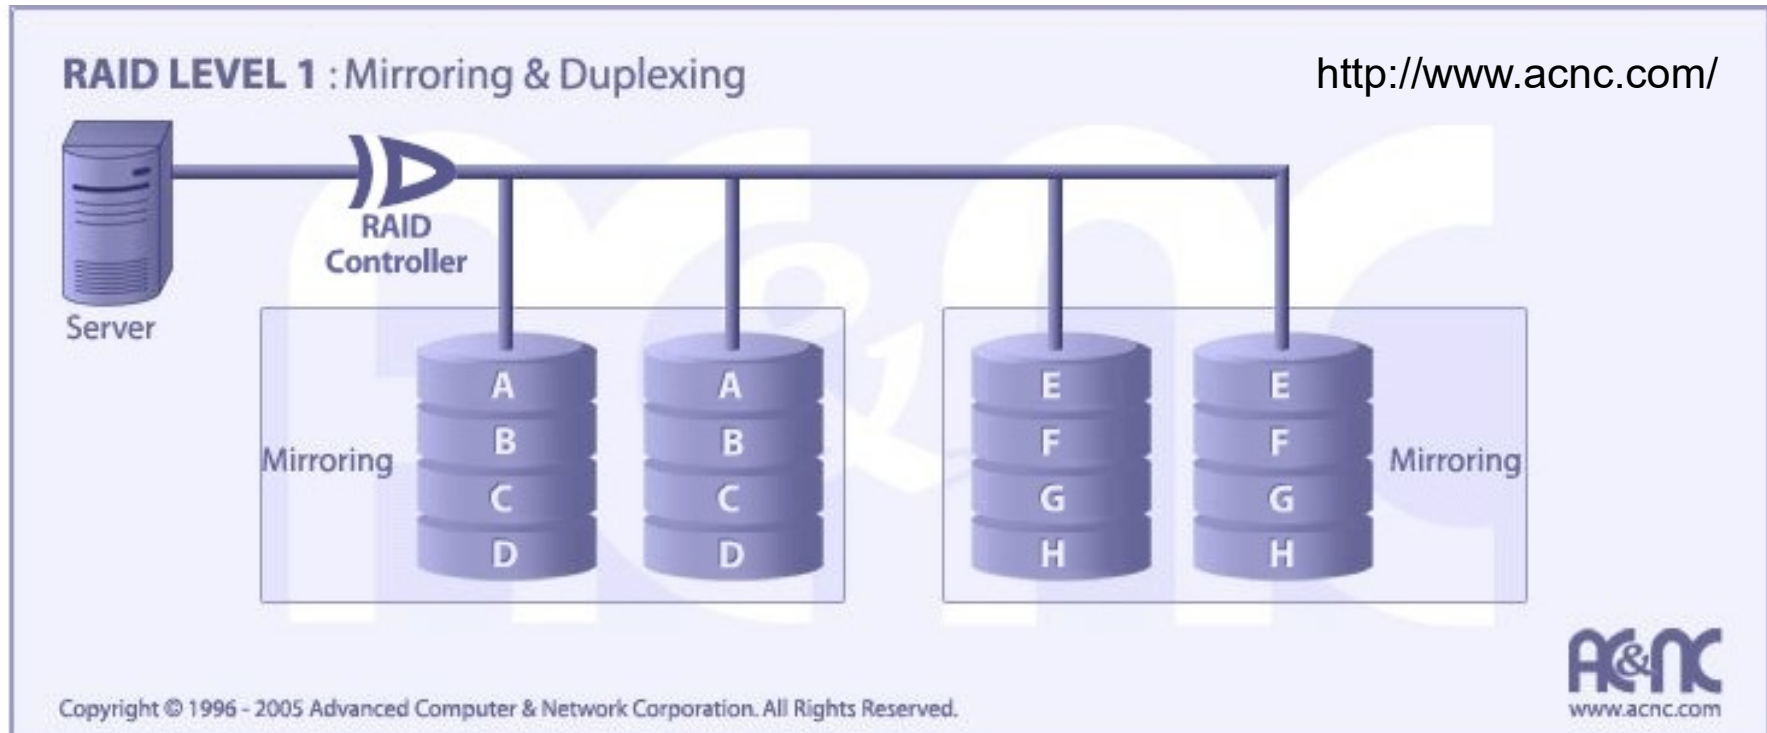 RAID LEVEL 1 : Mirroring & Duplexing
http://www.acnc.com/
RAID
Controller
Server
Mirroring
A
B
C
D
A
B
C
D
E
F
G
H
E
F
G
H
Mirroring
AC&NC
www.acnc.com
Copyright © 1996 - 2005 Advanced Computer & Network Corporation. All Rights Reserved.